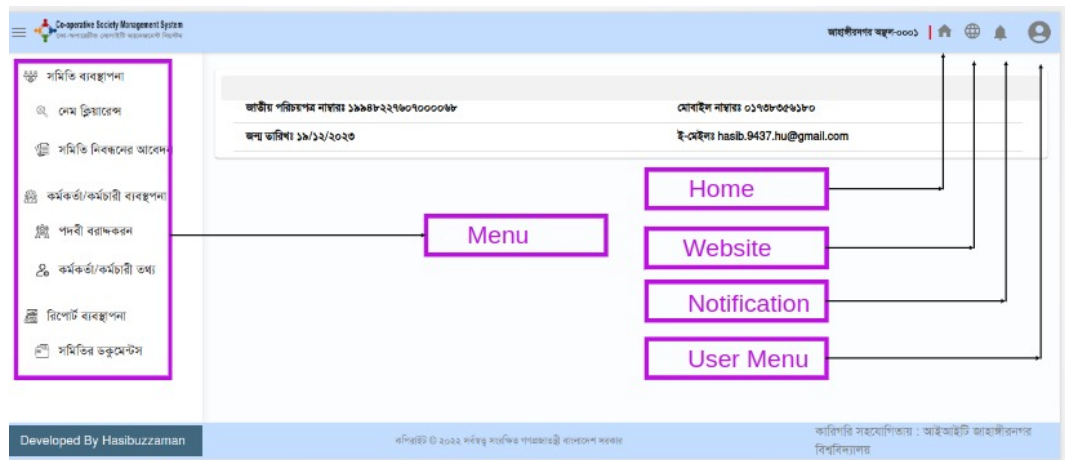 Co-operative Society Management System
জাহাঙ্গীরনগর অঞ্চল-০০০১
সমিতি ব্যবস্থাপনা
নেম ক্লিয়ারেন্স
সমিতি নিবন্ধনের আবেদন
কর্মকর্তা/কর্মচারী ব্যবস্থপনা
পদবী বরাদ্দকরন
কর্মকর্তা/কর্মচারী তথ্য
রিপোর্ট ব্যবস্থাপনা
সমিতির ডকুমেন্টস
জাতীয় পরিচয়পত্র নাম্বারঃ ১৯৯৪৮২২৭৬০৭০০০০৬৮
মোবাইল নাম্বারঃ ০১৭৩৮৩৫৬১৮০
জন্ম তারিখঃ ১৯/১২/২০২৩
ই-মেইলঃ hasib.9437.hu@gmail.com
Home
Menu
Website
Notification
User Menu
Developed By Hasibuzzaman
কপিরাইট © ২০২২ সর্বস্বত্ব সংরক্ষিত গণপ্রজাতন্ত্রী বাংলাদেশ সরকার
কারিগরি সহযোগিতায় : আইআইটি জাহাঙ্গীরনগর
বিশ্ববিদ্যালয়